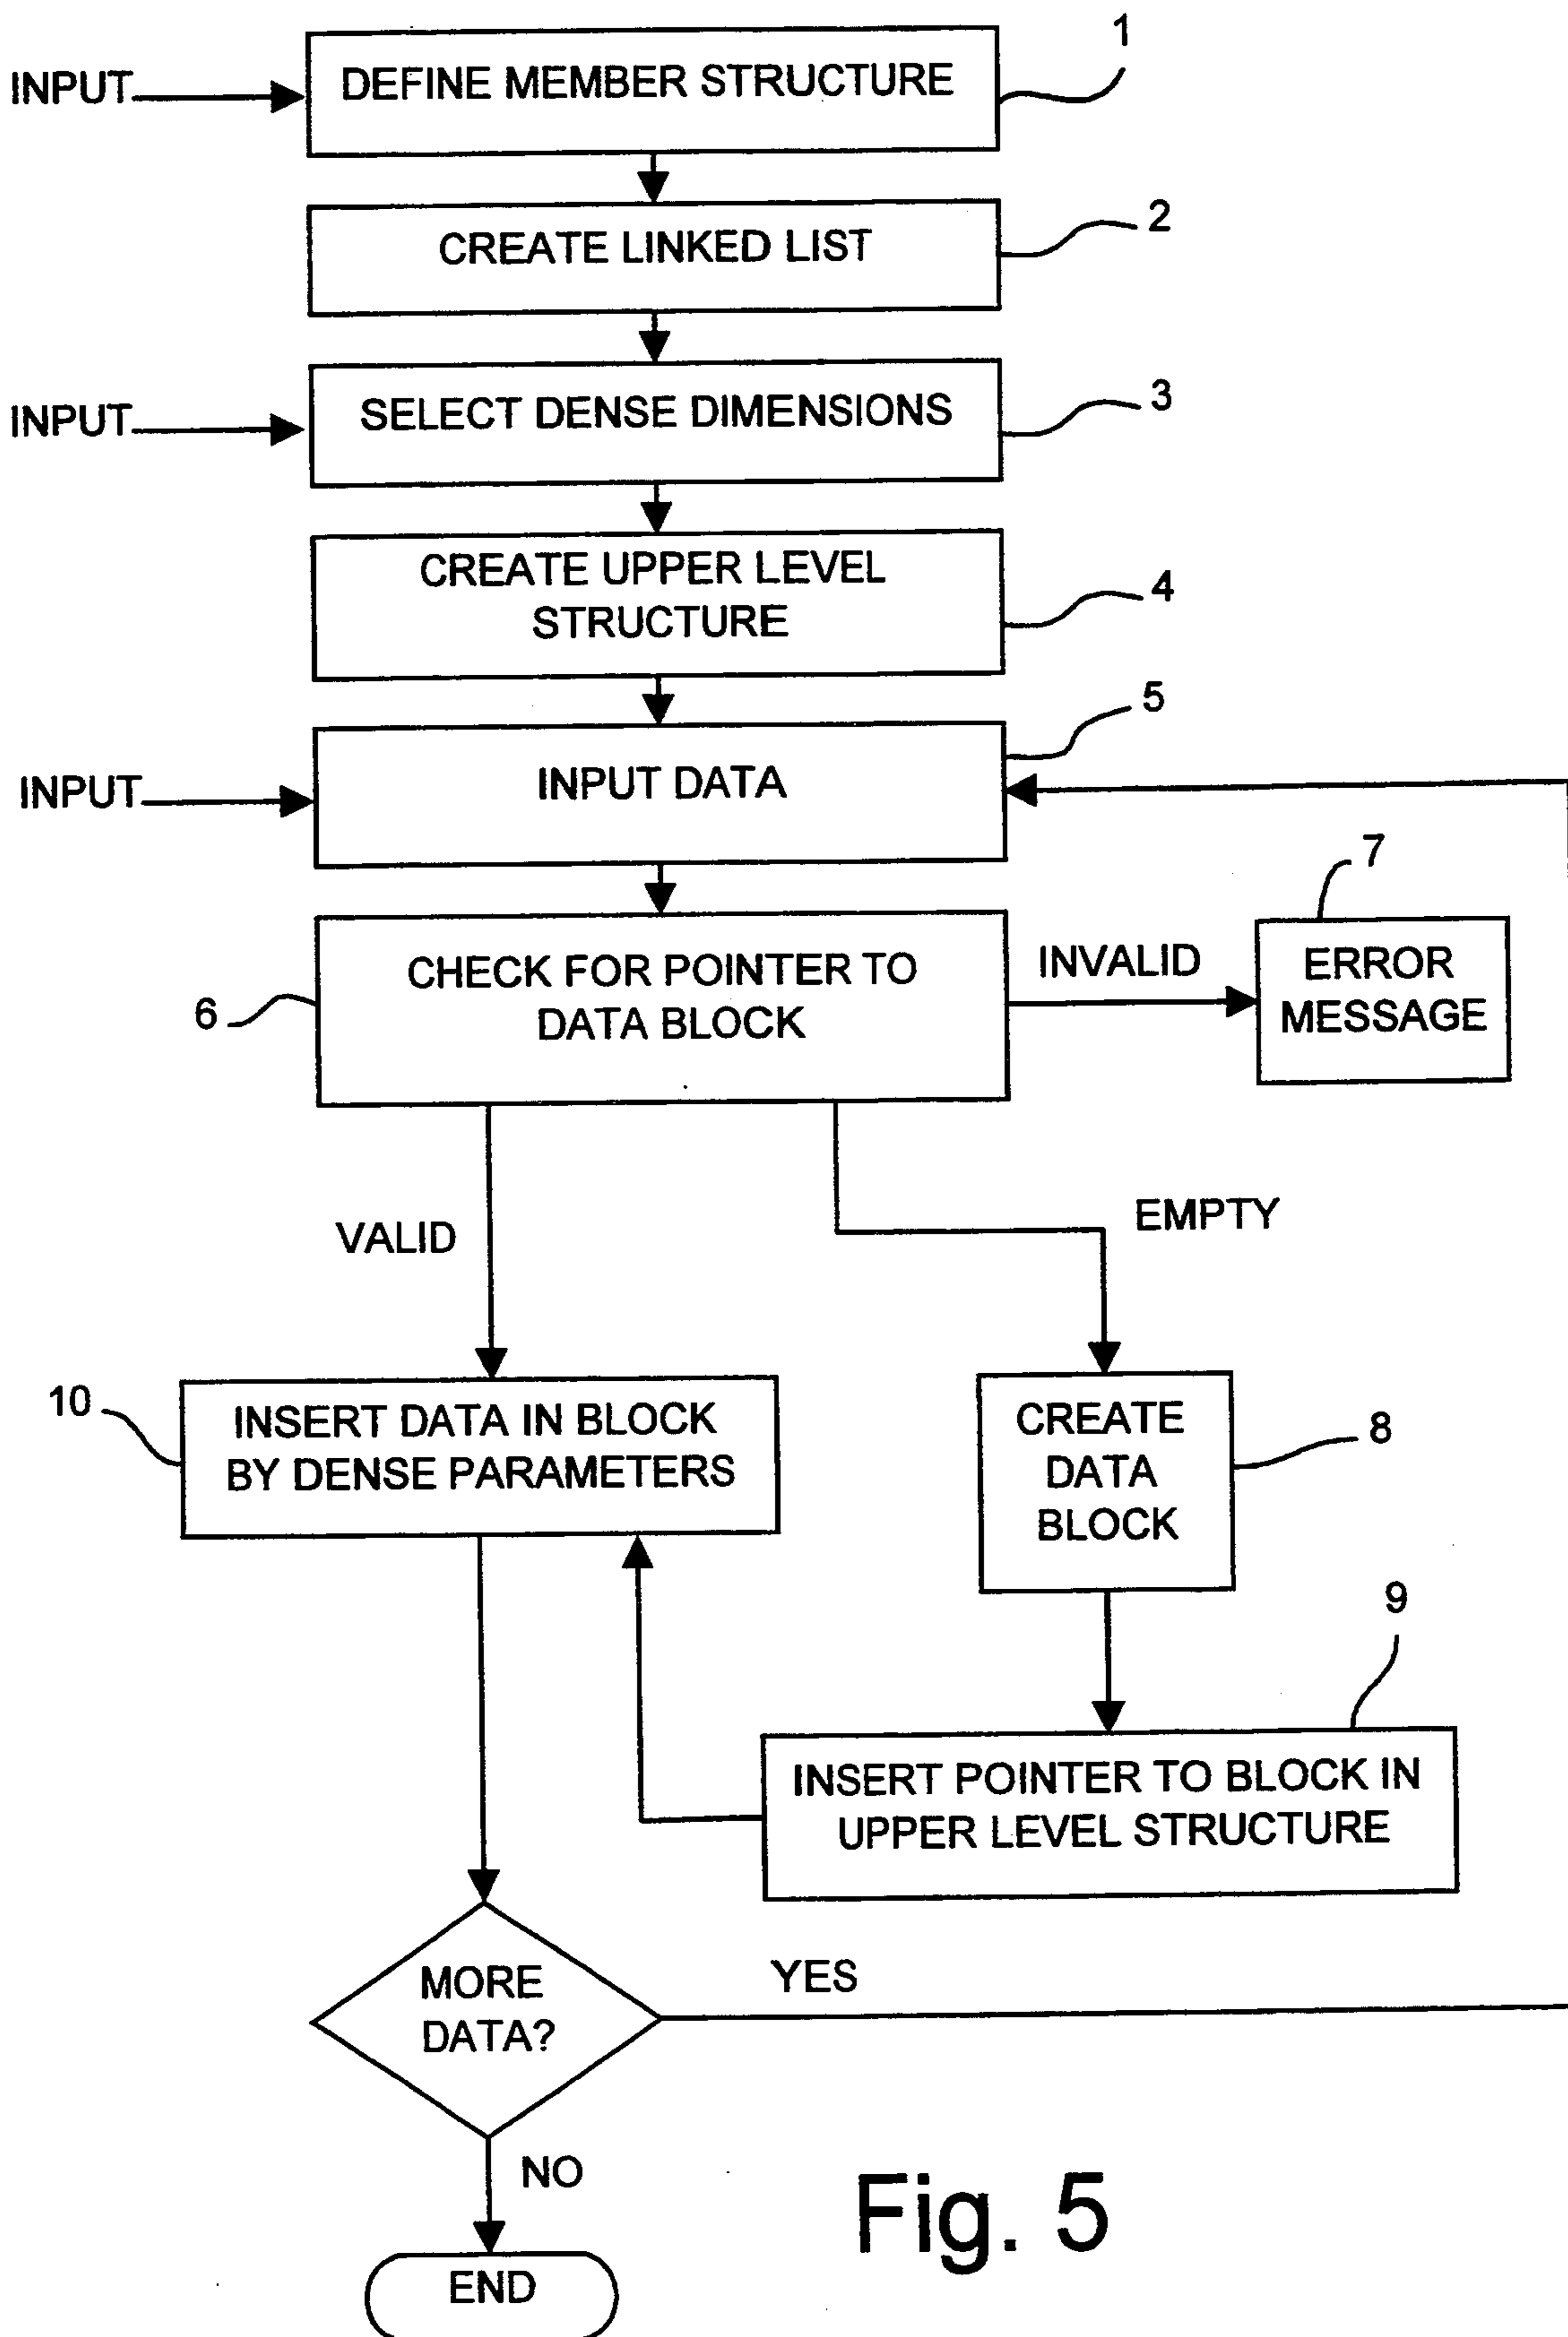 1
INPUT
DEFINE MEMBER STRUCTURE
2
CREATE LINKED LIST
3
INPUT
SELECT DENSE DIMENSIONS
4
CREATE UPPER LEVEL
STRUCTURE
5
INPUT
INPUT DATA
7
6
CHECK FOR POINTER TO
DATA BLOCK
INVALID
ERROR
MESSAGE
VALID
EMPTY
10
INSERT DATA IN BLOCK
BY DENSE PARAMETERS
CREATE
DATA
BLOCK
8
9
INSERT POINTER TO BLOCK IN
UPPER LEVEL STRUCTURE
MORE
DATA?
YES
NO
END
Fig. 5